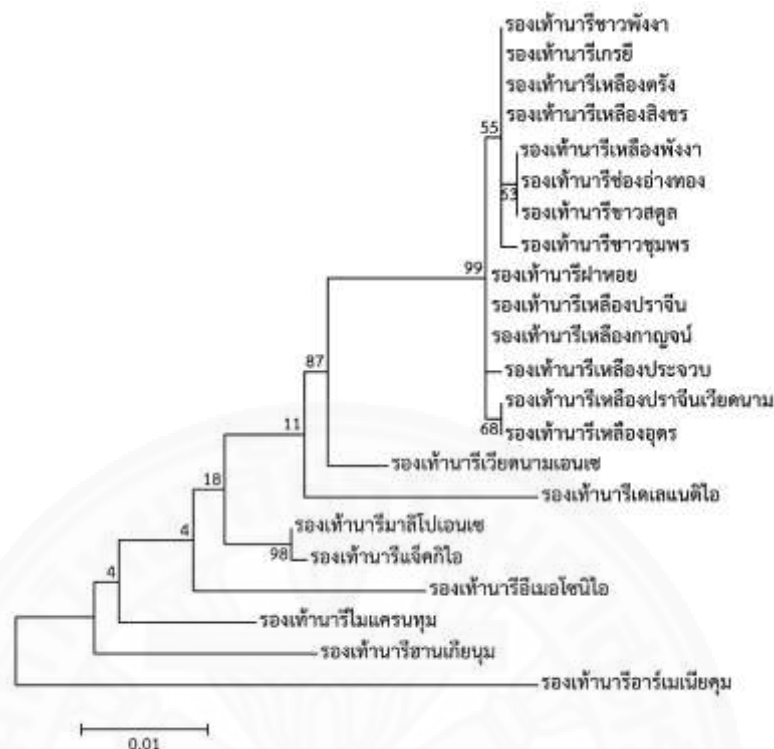 รองเท้านารีขาวพังงา
รองเท้านารีเกรยี
รองเท้านารีเหลืองตรัง
รองเท้านารีเหลืองสิงขร
55
รองเท้านารีเหลืองพังงา
รองเท้านารีช่องอ่างทอง
53
รองเท้านารีขาวสตูล
รองเท้านารีขาวชุมพร
99
รองเท้านารีฝาหอย
รองเท้านารีเหลืองปราจีน
รองเท้านารีเหลืองกาญจน์
87
รองเท้านารีเหลืองประจวบ
รองเท้านารีเหลืองปราจีนเวียดนาม
11
68
รองเท้านารีเหลืองอุดร
รองเท้านารีเวียดนามเอนเซ
18
รองเท้านารีเดเลแนติไอ
4
รองเท้านารีมาลิโปเอนเซ
98
รองเท้านารีแจ็คกิไอ
4
รองเท้านารีอีเมอโซนิไอ
รองเท้านารีไมแครนทุม
รองเท้านารีฮานเกียนุม
รองเท้านารีอาร์เมเนียคุม
0.01